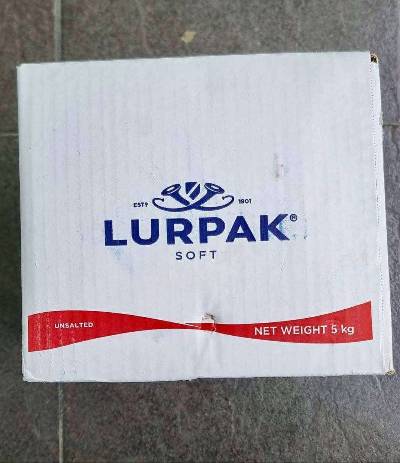 ESTD 1901
LURPAK®
SOFT
UNSALTED
NET WEIGHT 5 kg